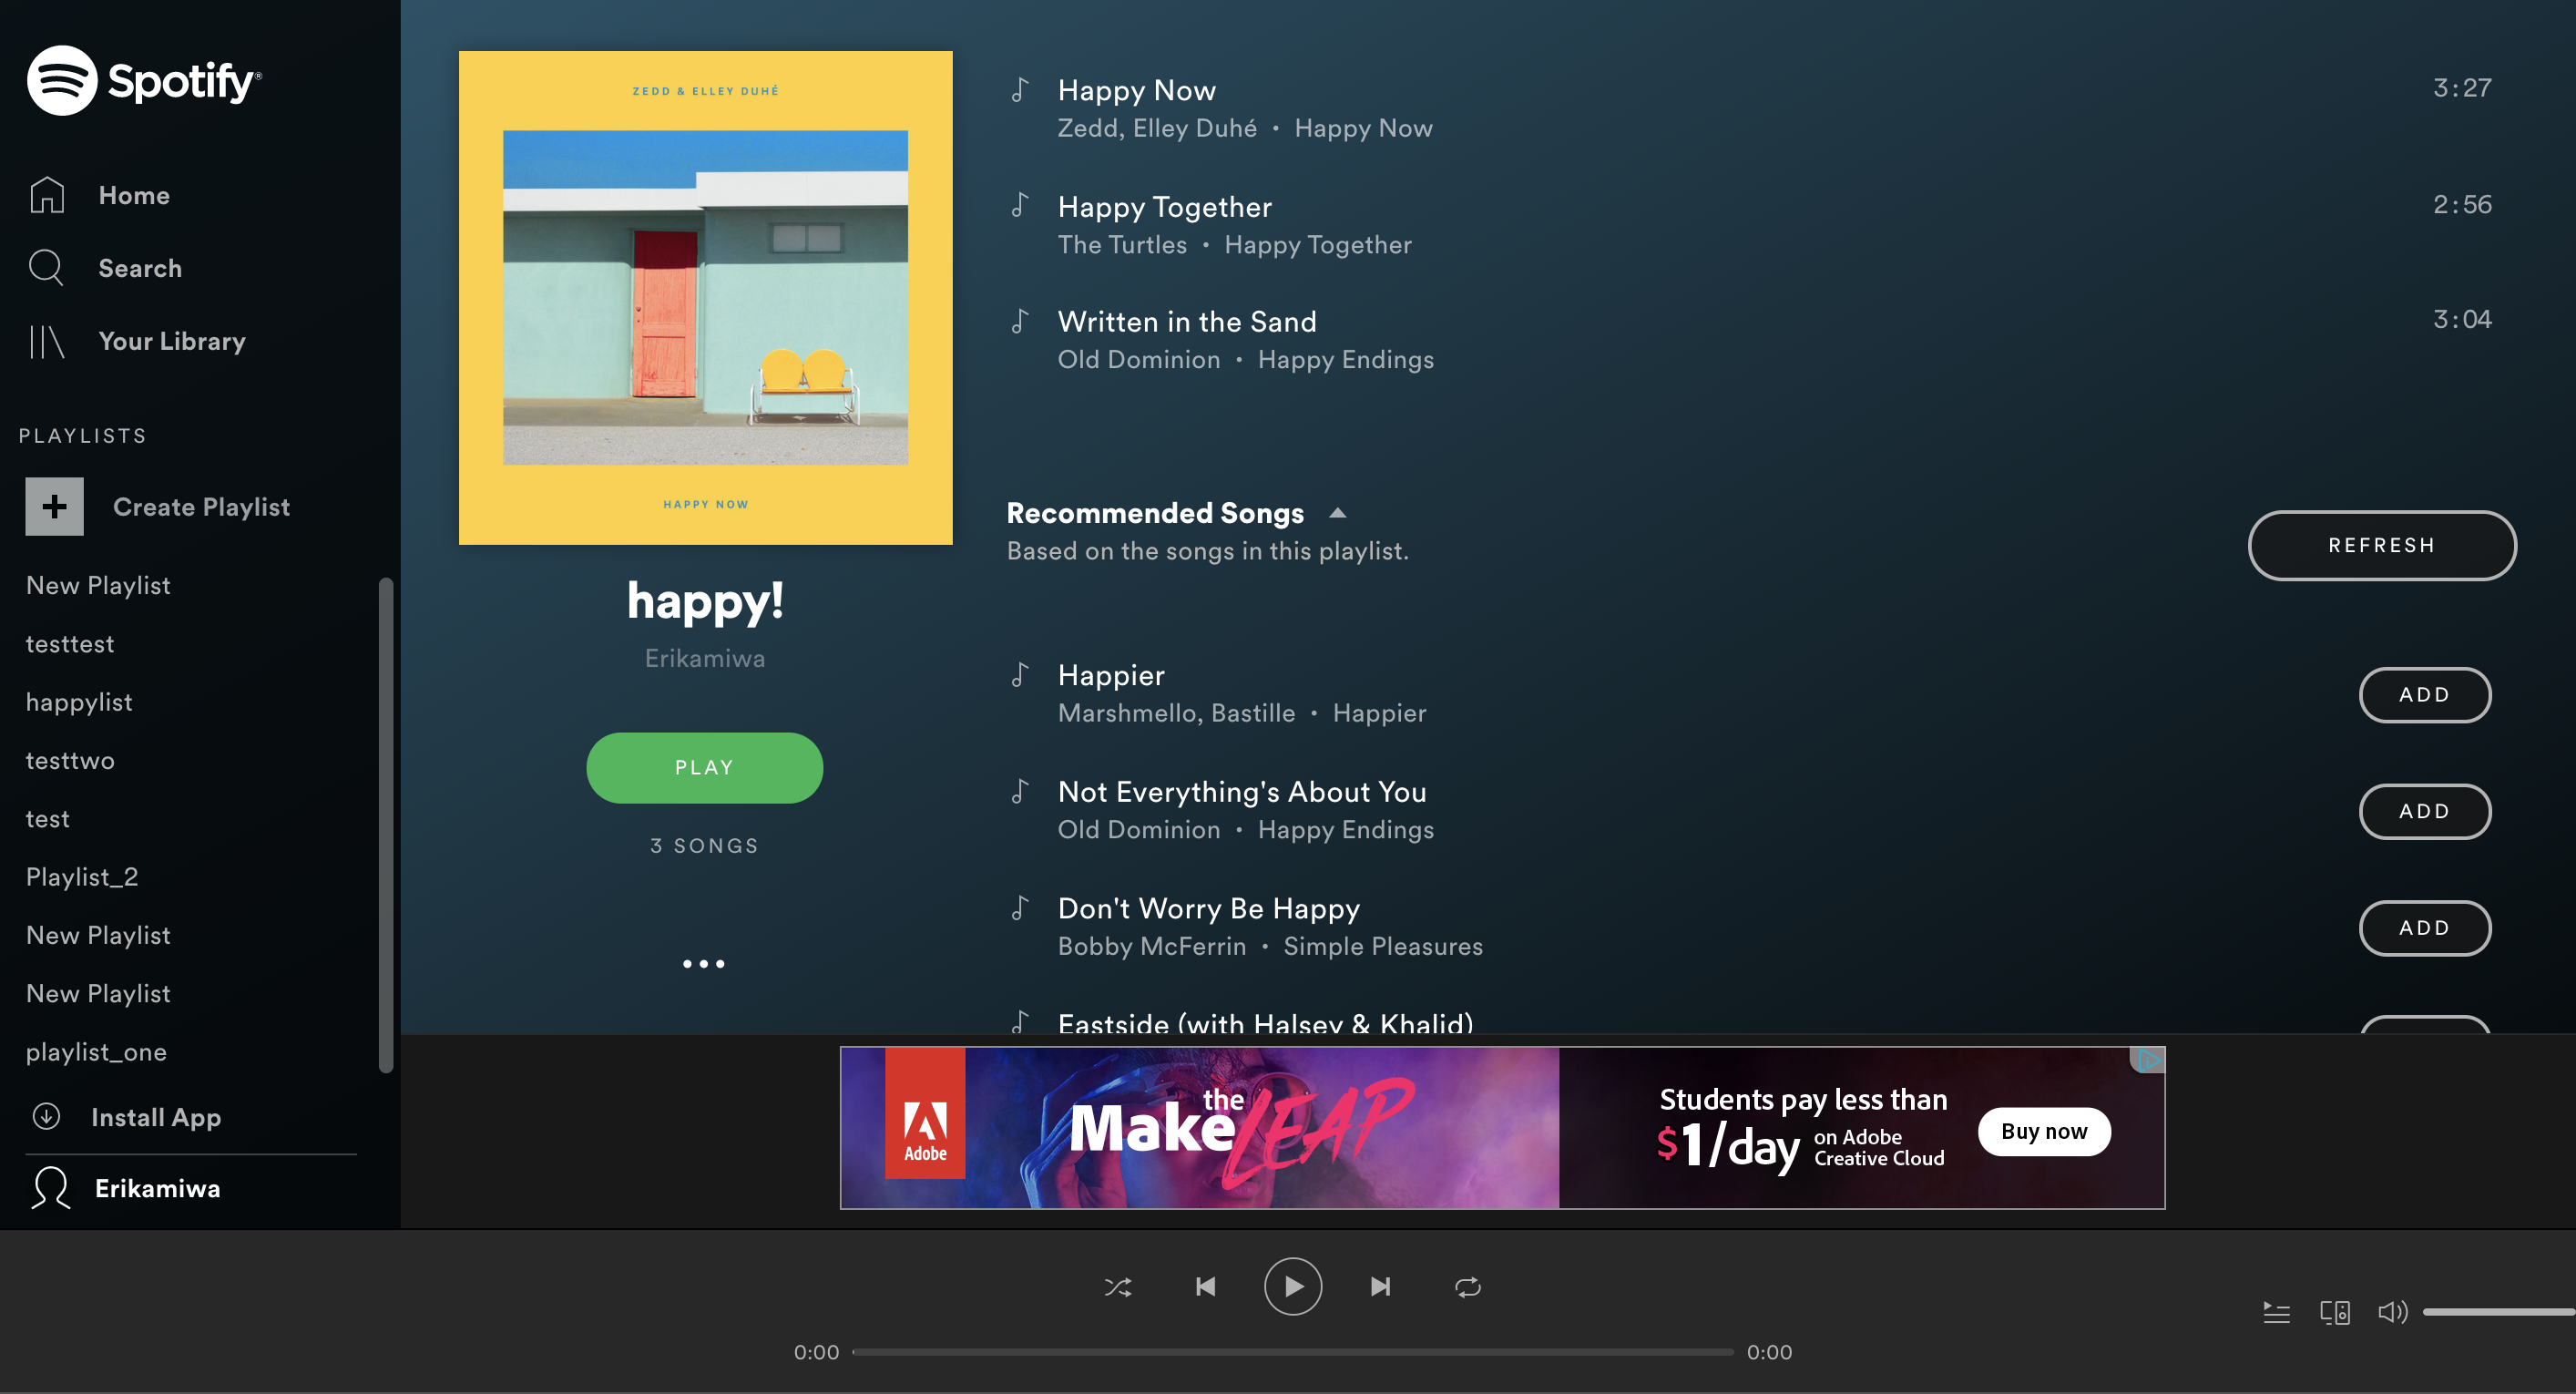 Spotify®
Home
Search
Your Library
PLAYLISTS
Create Playlist
New Playlist
testtest
happylist
testtwo
test
Playlist_2
New Playlist
New Playlist
playlist_one
Install App
Erikamiwa
ZEDD & ELLEY DUHÉ
HAPPY NOW
happy!
Erikamiwa
PLAY
3 SONGS
Happy Now
3:27
Zedd, Elley Duhé • Happy Now
Happy Together
2:56
The Turtles • Happy Together
Written in the Sand
3:04
Old Dominion • Happy Endings
Recommended Songs
Based on the songs in this playlist.
REFRESH
Happier
Marshmello, Bastille • Happier
ADD
Not Everything's About You
Old Dominion • Happy Endings
ADD
Don't Worry Be Happy
Bobby McFerrin • Simple Pleasures
ADD
Eastside (with Halsey & Khalid)
Adobe
Make the LEAP
Students pay less than
$1/day on Adobe
Creative Cloud
Buy now
0:00
0:00